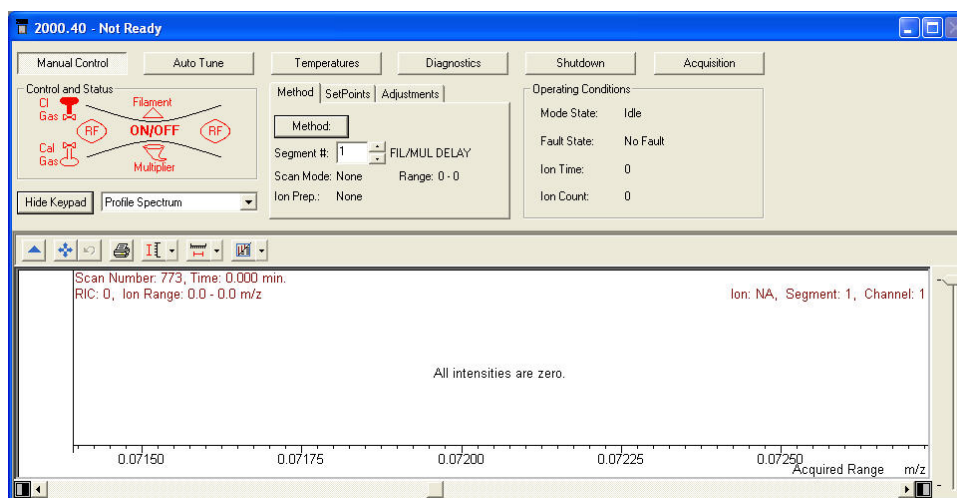 2000.40 - Not Ready
Manual Control Auto Tune Temperatures Diagnostics Shutdown Acquisition
Control and Status
CI
Gas
Filament
RF ON/OFF RF
Cal
Gas
Multiplier
Hide Keypad Profile Spectrum
Method SetPoints Adjustments
Method:
Segment #: 1 FIL/MUL DELAY
Scan Mode: None Range: 0 - 0
Ion Prep.: None
Operating Conditions
Mode State: Idle
Fault State: No Fault
Ion Time: 0
Ion Count: 0
Scan Number: 773, Time: 0.000 min.
RIC: 0, Ion Range: 0.0 - 0.0 m/z Ion: NA, Segment: 1, Channel: 1
All intensities are zero.
0.07150 0.07175 0.07200 0.07225 0.07250
Acquired Range m/z